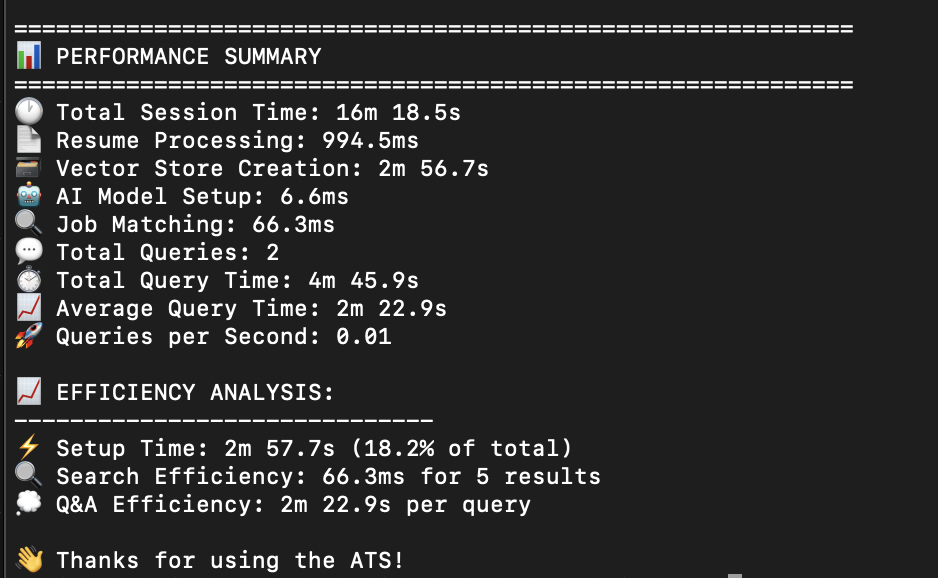 ============================================================
📊 PERFORMANCE SUMMARY
============================================================
🕐 Total Session Time: 16m 18.5s
📄 Resume Processing: 994.5ms
🗃️ Vector Store Creation: 2m 56.7s
🤖 AI Model Setup: 6.6ms
🔍 Job Matching: 66.3ms
💬 Total Queries: 2
⏱️ Total Query Time: 4m 45.9s
📈 Average Query Time: 2m 22.9s
🚀 Queries per Second: 0.01
📈 EFFICIENCY ANALYSIS:
------------------------------
⚡ Setup Time: 2m 57.7s (18.2% of total)
🔍 Search Efficiency: 66.3ms for 5 results
💭 Q&A Efficiency: 2m 22.9s per query
👋 Thanks for using the ATS!